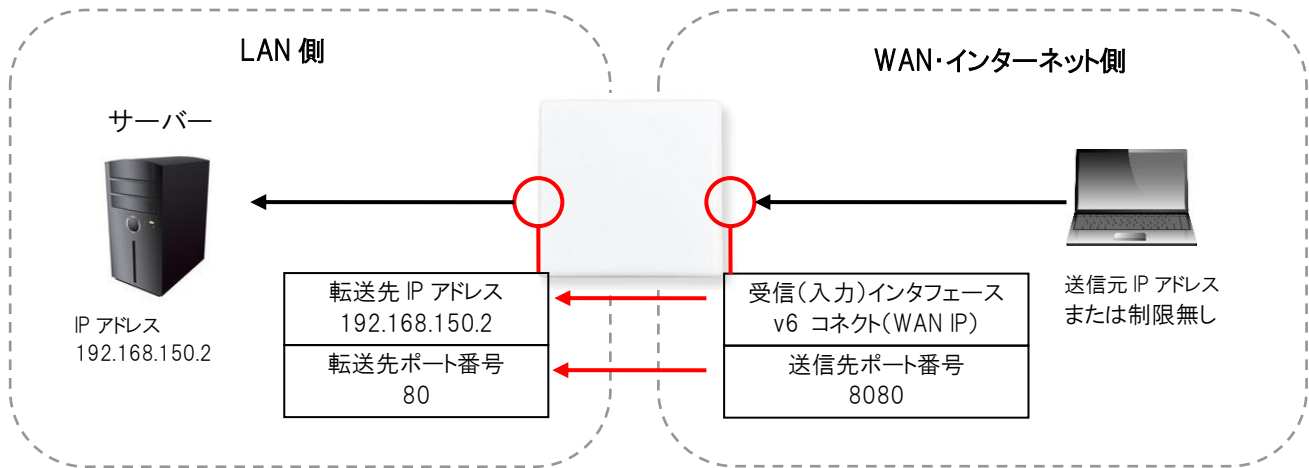 LAN 側
WAN・インターネット側
サーバー
IP アドレス
192.168.150.2
転送先 IP アドレス
192.168.150.2
転送先ポート番号
80
受信(入力)インタフェース
v6 コネクト(WAN IP)
送信先ポート番号
8080
送信元 IP アドレス
または制限無し